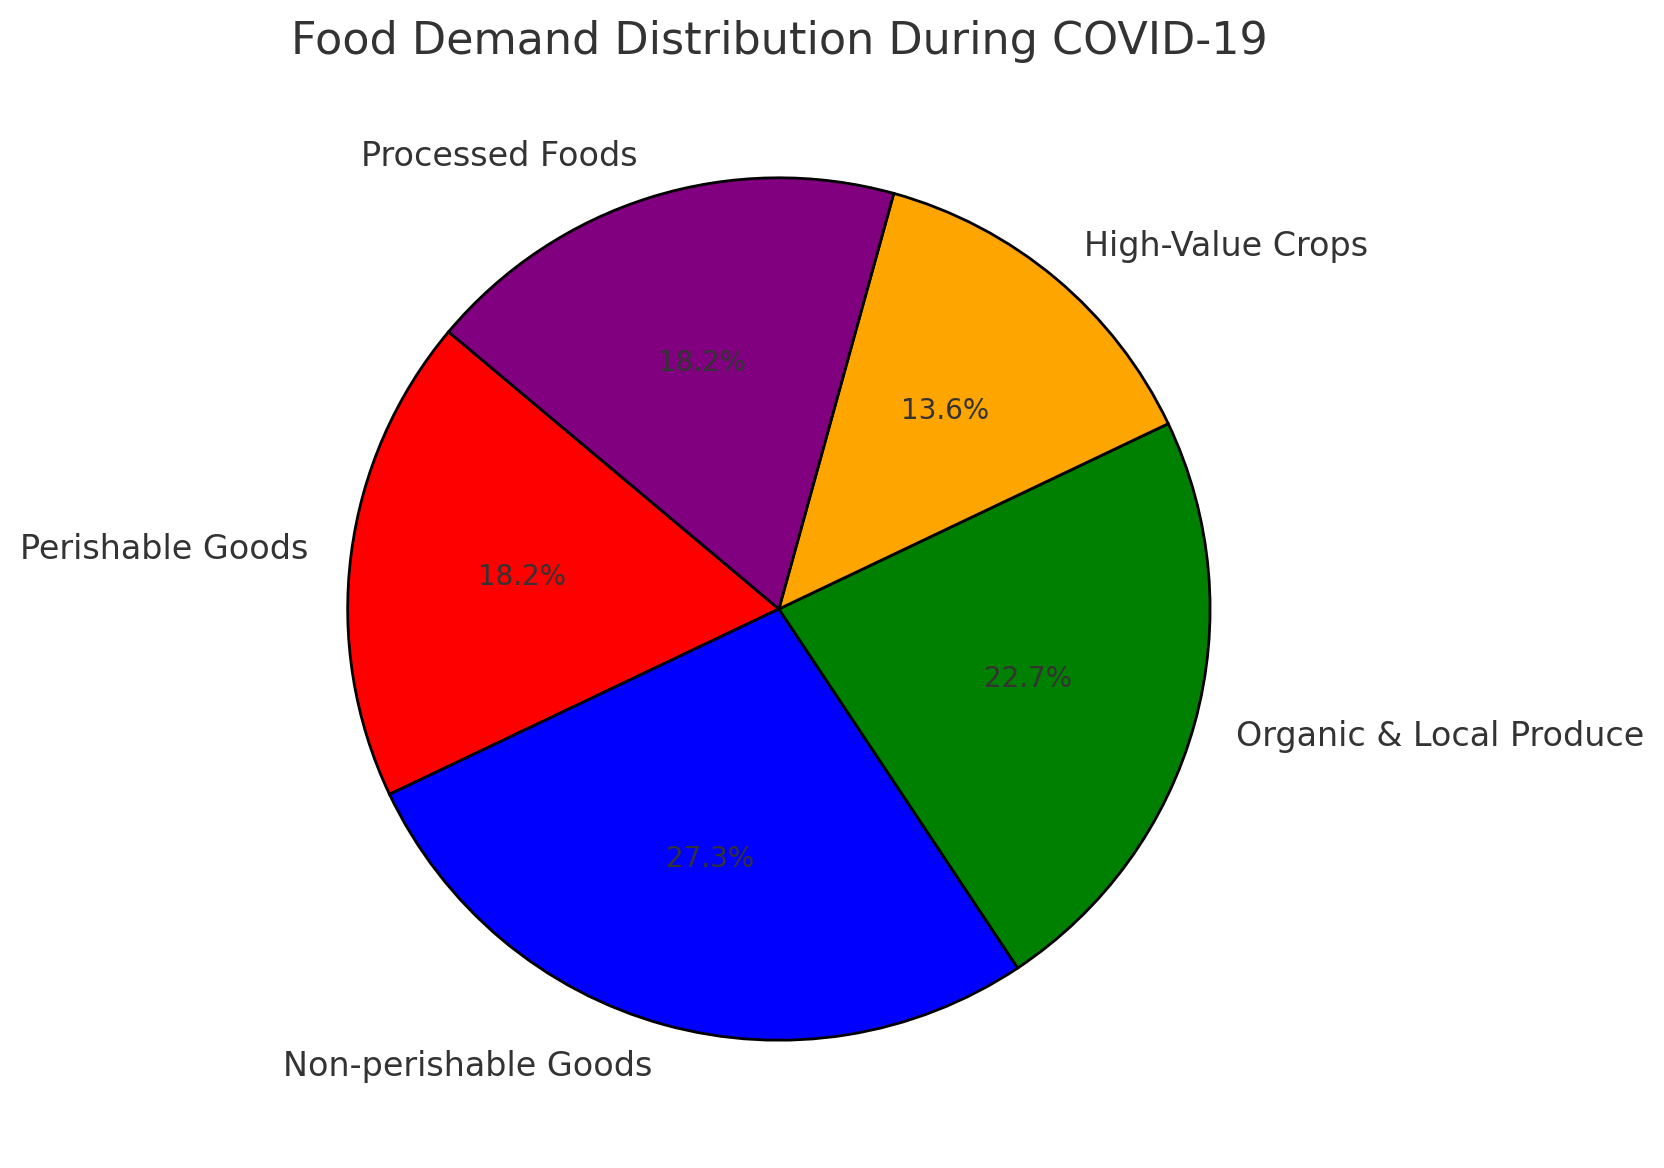 Food Demand Distribution During COVID-19
Processed Foods
High-Value Crops
18.2%
13.6%
Perishable Goods
18.2%
22.7%
Organic & Local Produce
27.3%
Non-perishable Goods